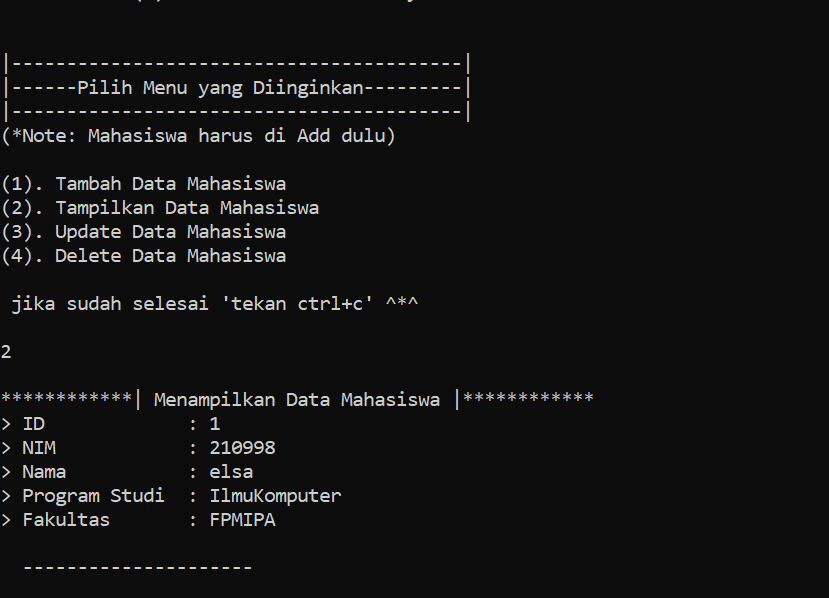 |-----------------------------------------|
|------Pilih Menu yang Diinginkan---------|
|-----------------------------------------|
(*Note: Mahasiswa harus di Add dulu)
(1). Tambah Data Mahasiswa
(2). Tampilkan Data Mahasiswa
(3). Update Data Mahasiswa
(4). Delete Data Mahasiswa
jika sudah selesai 'tekan ctrl+c' ^*^
2
************| Menampilkan Data Mahasiswa |************
> ID : 1
> NIM : 210998
> Nama : elsa
> Program Studi : IlmuKomputer
> Fakultas : FPMIPA
---------------------